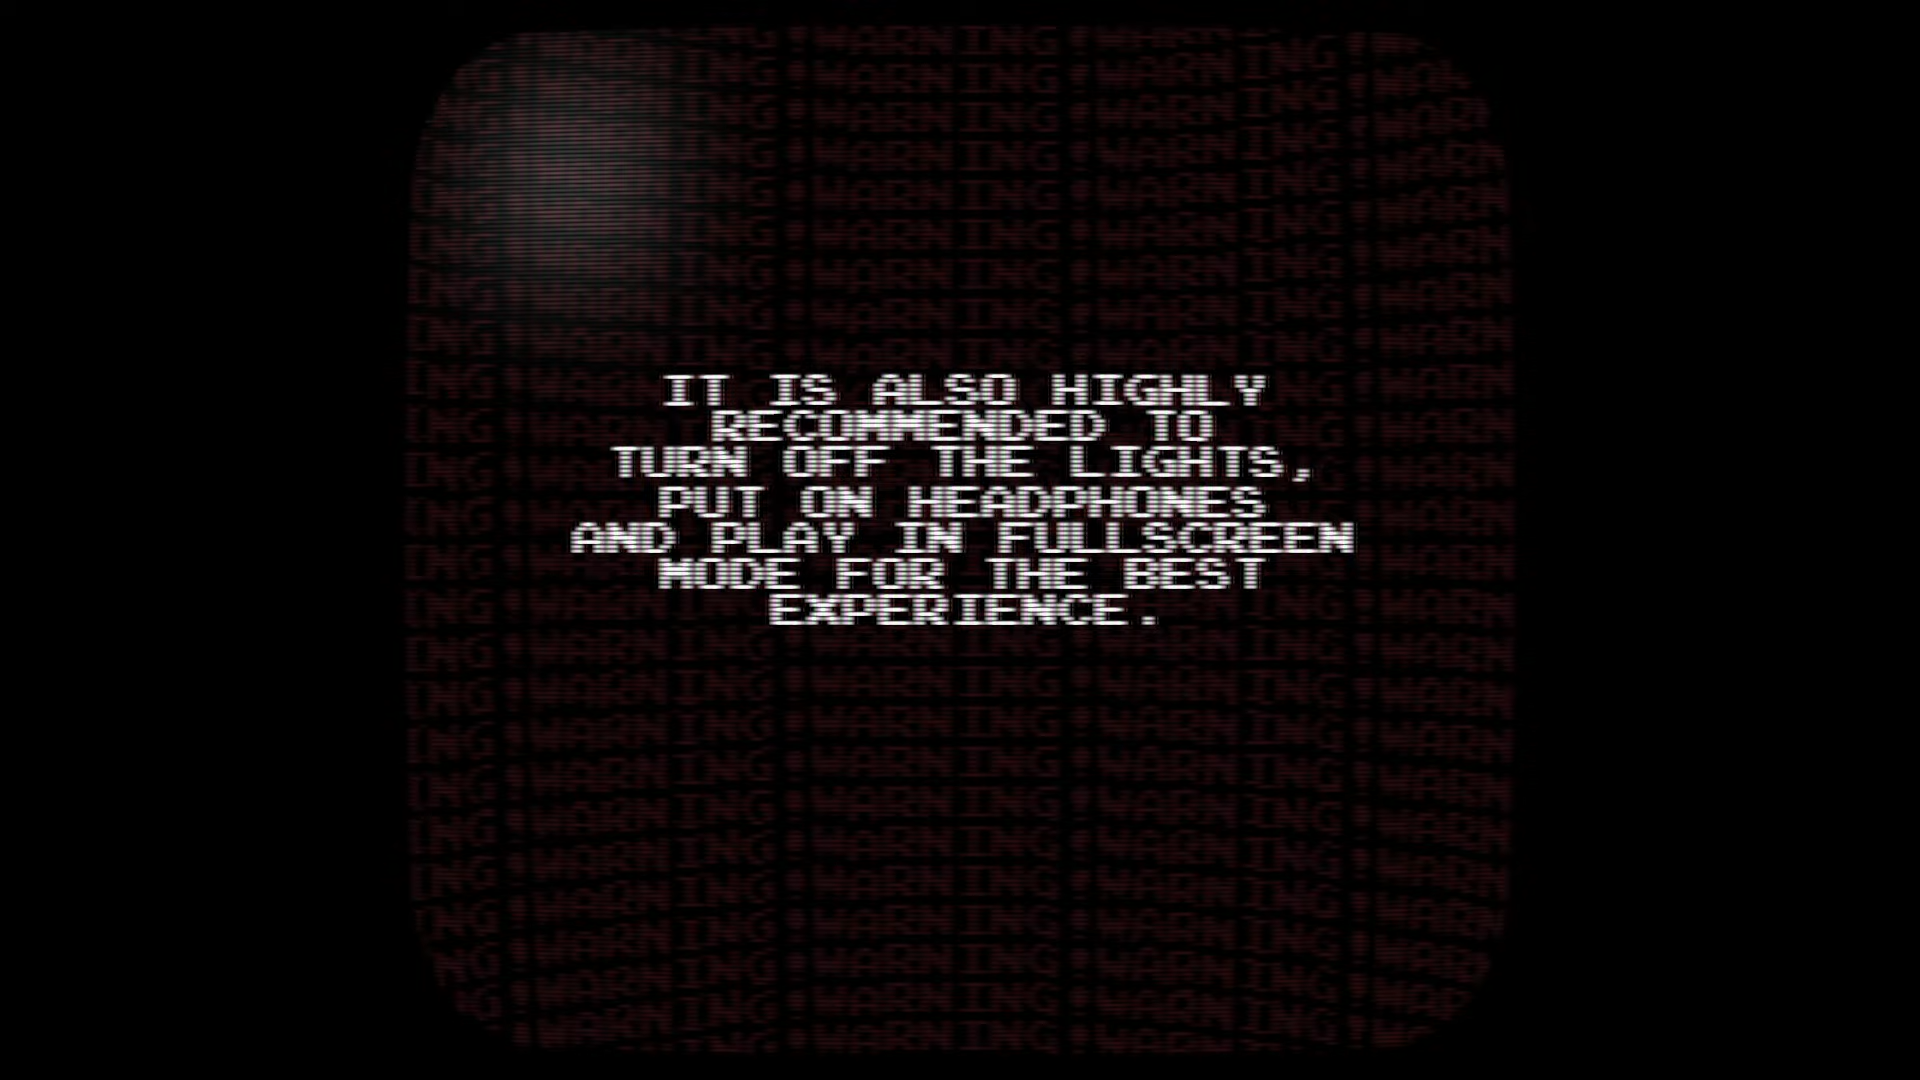 IT IS ALSO HIGHLY
RECOMMENDED TO
TURN OFF THE LIGHTS,
PUT ON HEADPHONES
AND PLAY IN FULLSCREEN
MODE FOR THE BEST
EXPERIENCE.